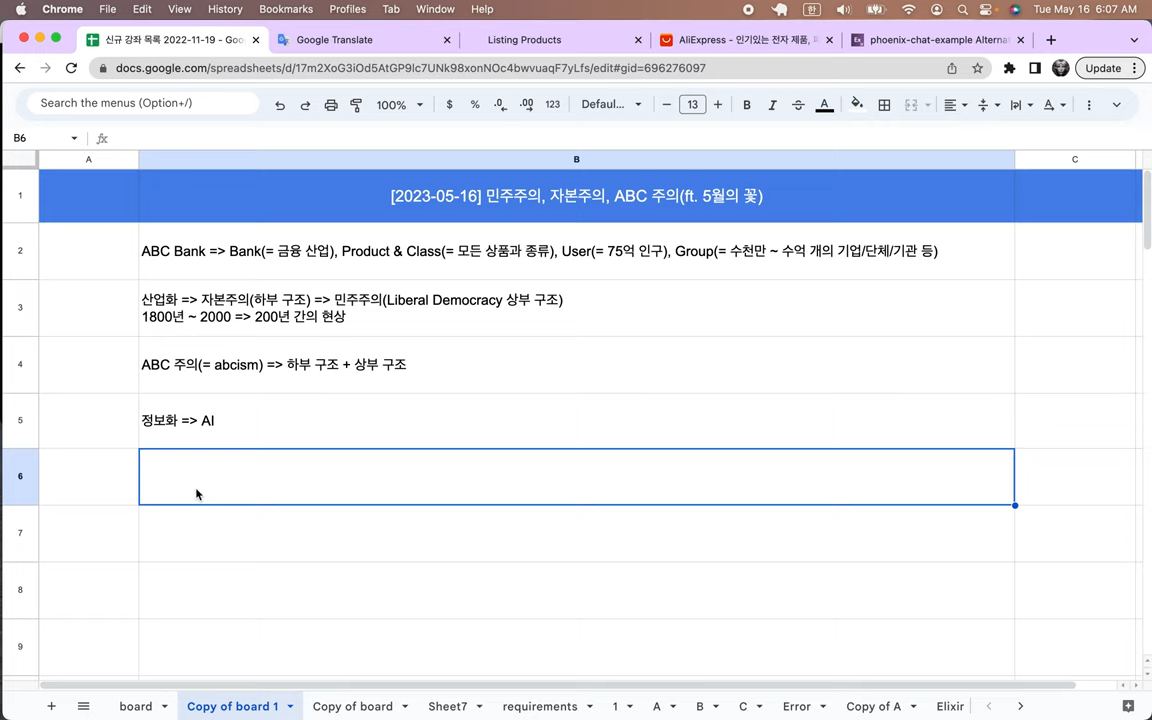 Chrome File Edit View History Bookmarks Profiles Tab Window Help 한 Tue May 16 6:07 AM
신규 강좌 목록 2022-11-19 - Goo Google Translate Listing Products AliExpress - 인기있는 전자 제품, phoenix-chat-example Alternat
docs.google.com/spreadsheets/d/17m2XoG3iOd5AtGP9lc7UNk98xonNOc4bwvuaqF7yLfs/edit#gid=696276097 Update
Search the menus (Option+/) 100% $ % .0 .00 123 Defaul... − 13 + B I S A
B6 fx
A B C
1 [2023-05-16] 민주주의, 자본주의, ABC 주의(ft. 5월의 꽃)
2 ABC Bank => Bank(= 금융 산업), Product & Class(= 모든 상품과 종류), User(= 75억 인구), Group(= 수천만 ~ 수억 개의 기업/단체/기관 등)
3 산업화 => 자본주의(하부 구조) => 민주주의(Liberal Democracy 상부 구조)
1800년 ~ 2000 => 200년 간의 현상
4 ABC 주의(= abcism) => 하부 구조 + 상부 구조
5 정보화 => AI
6
7
8
9
+ board Copy of board 1 Copy of board Sheet7 requirements 1 A B C Error Copy of A Elixir